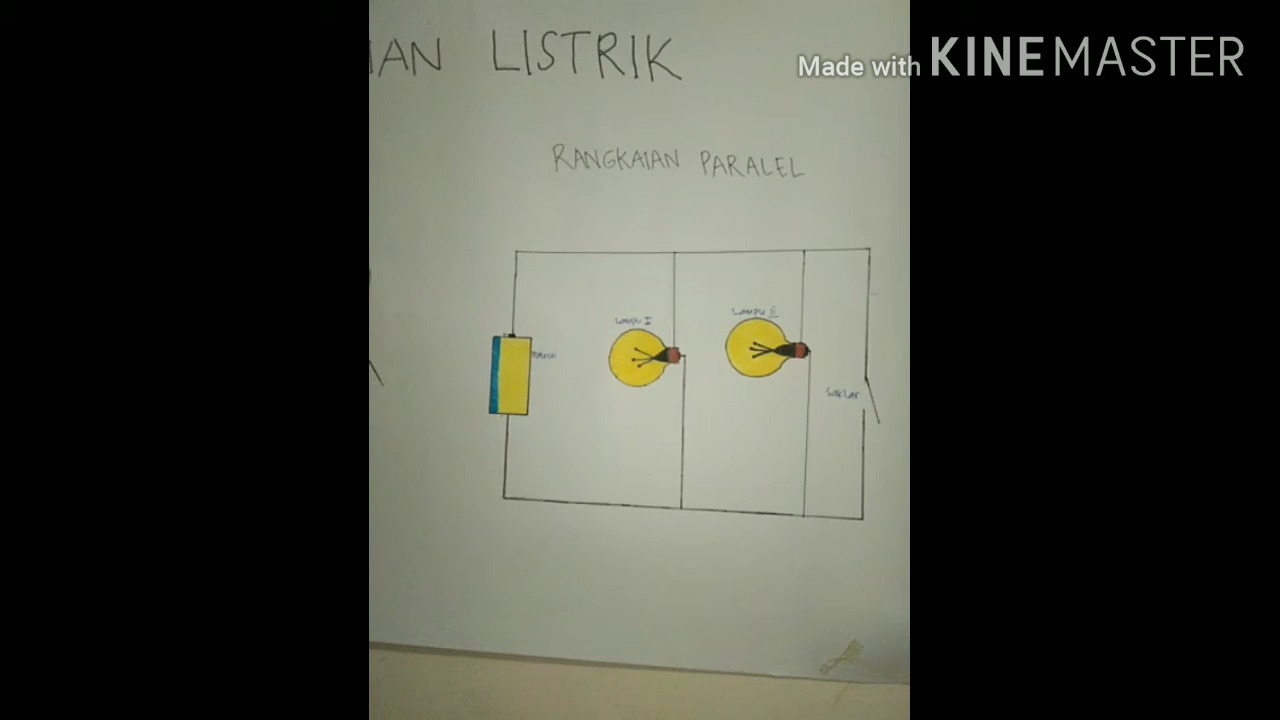 IAN LISTRIK
Made with KINEMASTER
RANGKAIAN PARALEL
Lampu I
Lampu II
Saklar